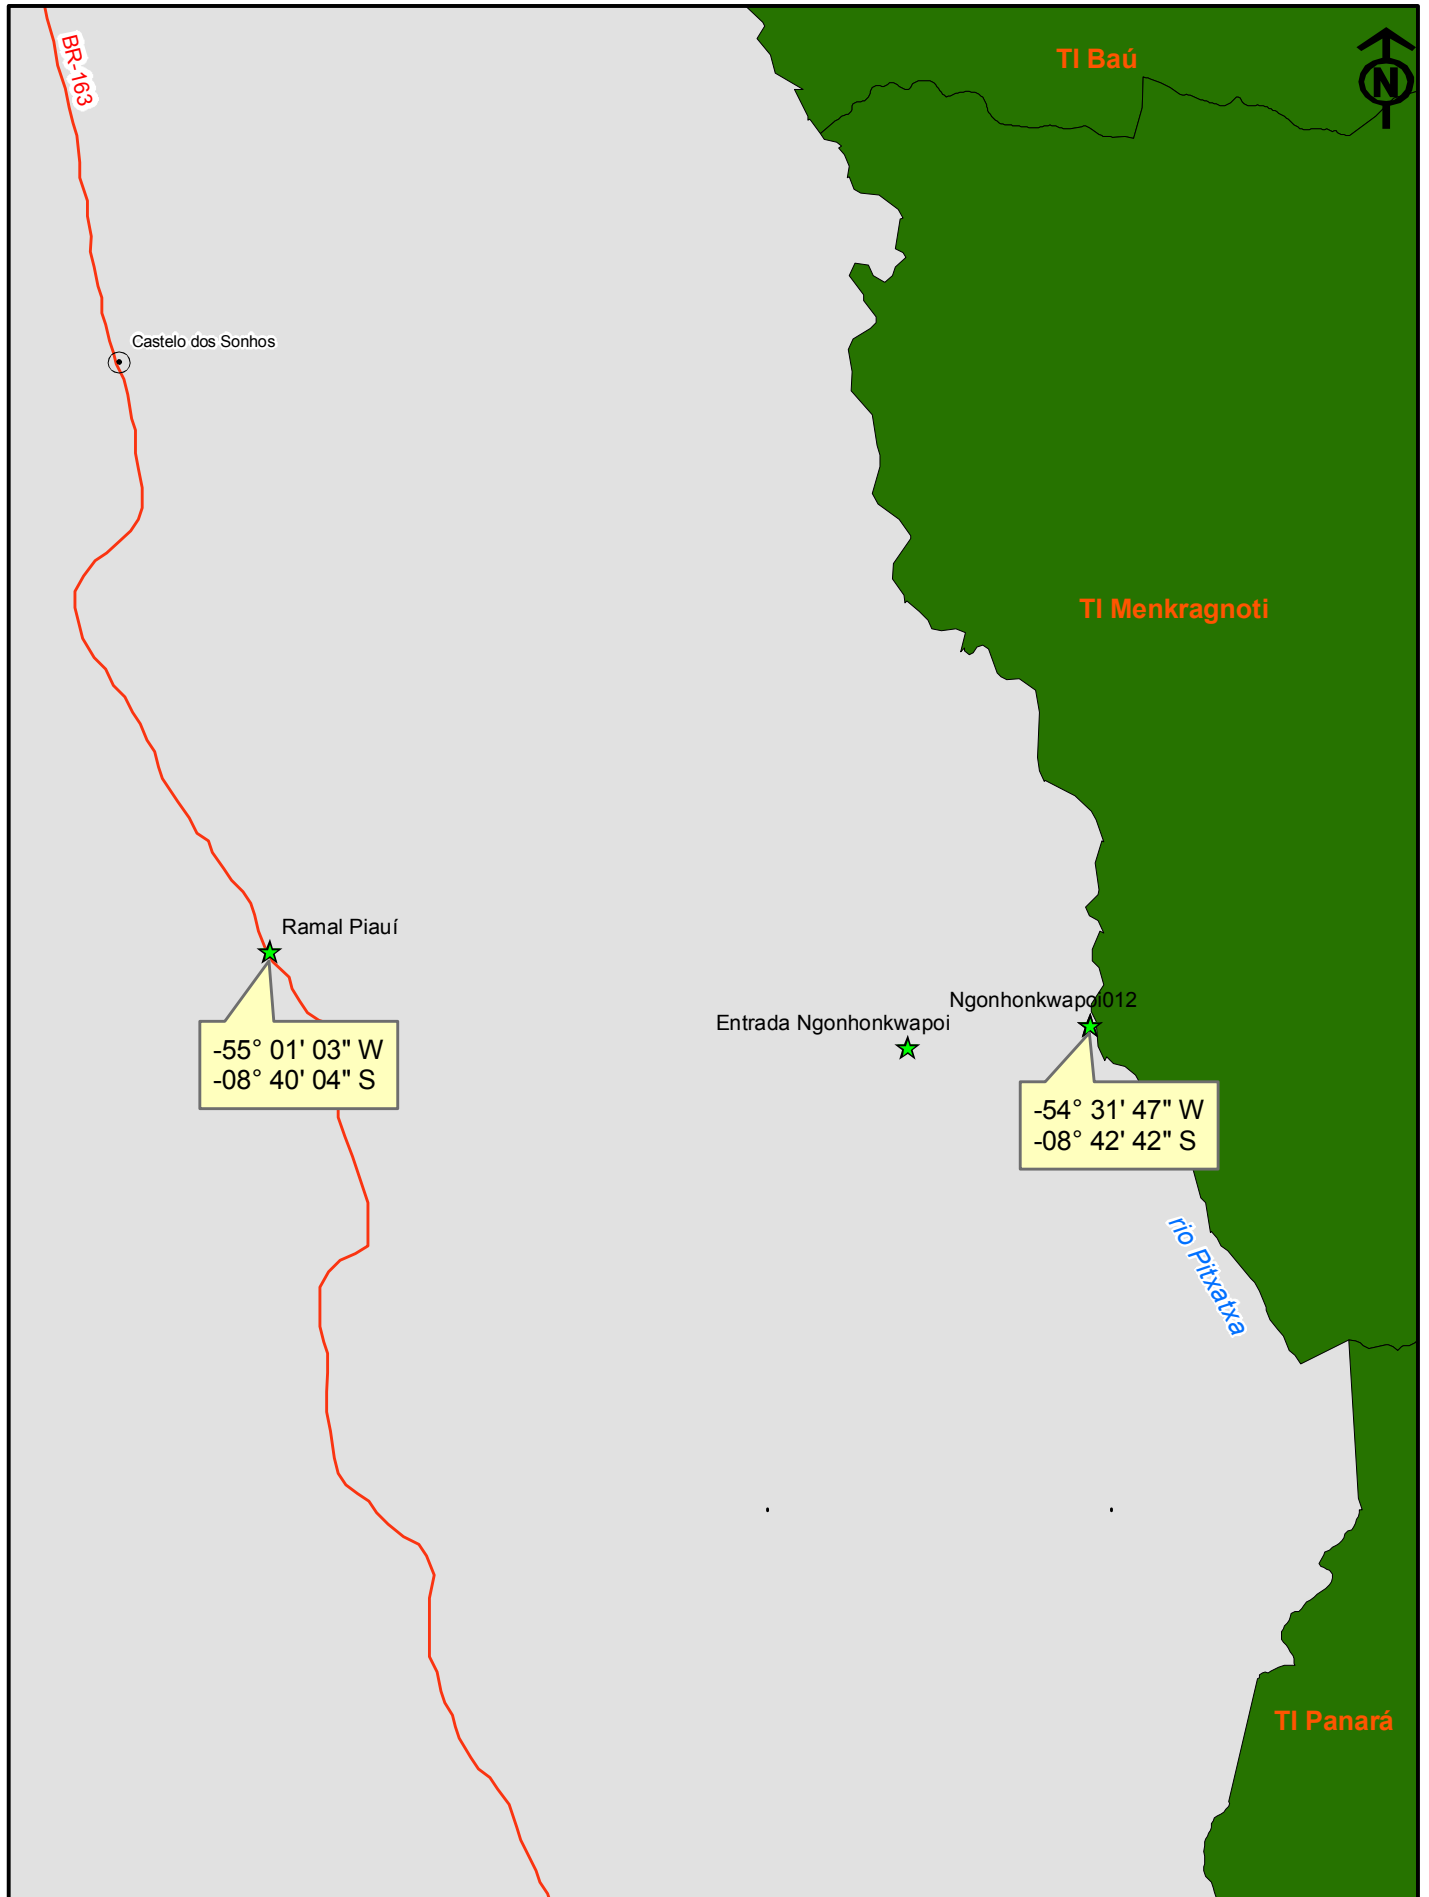 TI Baú
N
BR-163
Castelo dos Sonhos
TI Menkragnoti
Ramal Piauí
Ngonhonkwapoi012
Entrada Ngonhonkwapoi
-55° 01' 03" W
-08° 40' 04" S
-54° 31' 47" W
-08° 42' 42" S
rio Pitxatxa
TI Panará